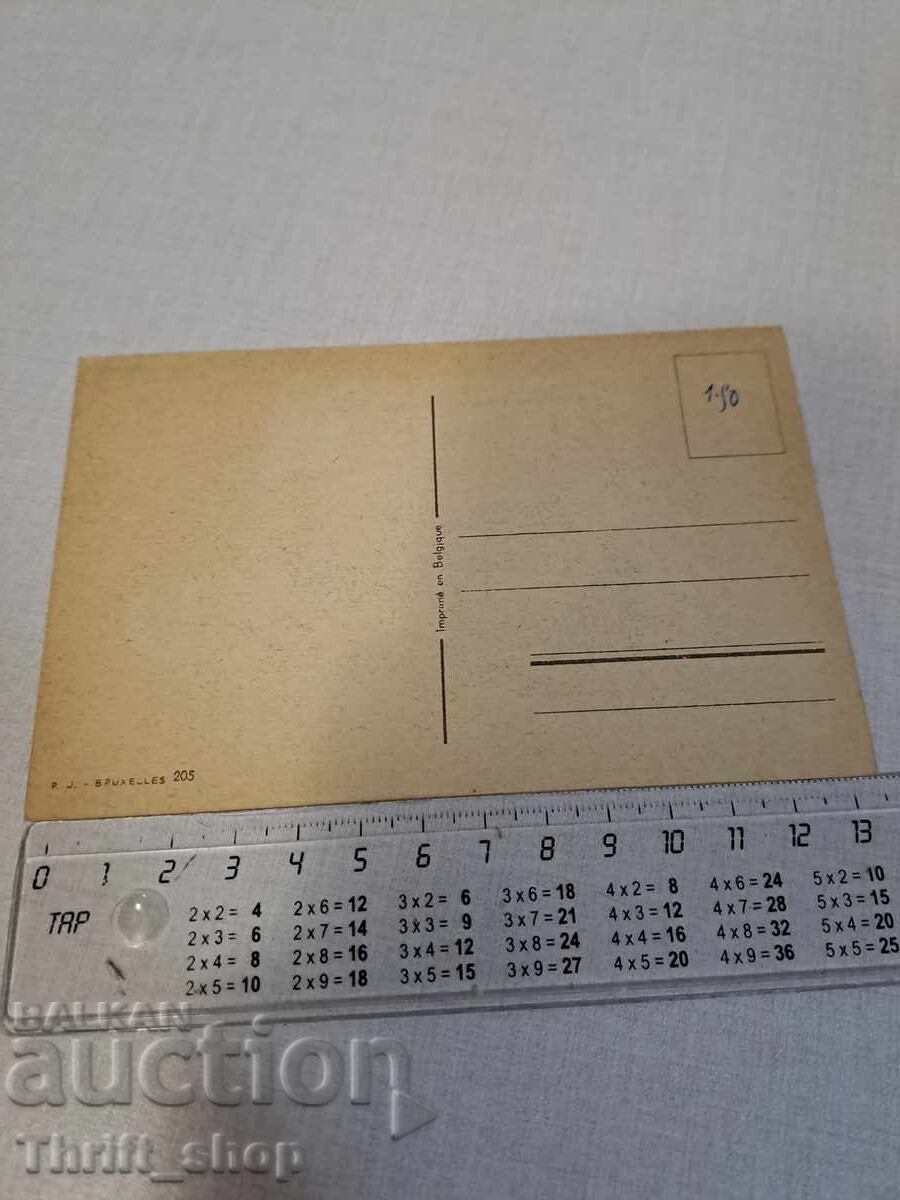 1.50
Imprimé en Belgique
P. J. - BRUXELLES 205
0 1 2 3 4 5 6 7 8 9 10 11 12 13
TAP
2 x 2 = 4 2 x 6 = 12 3 x 2 = 6 3 x 6 = 18 4 x 2 = 8 4 x 6 = 24 5 x 2 = 10
2 x 3 = 6 2 x 7 = 14 3 x 3 = 9 3 x 7 = 21 4 x 3 = 12 4 x 7 = 28 5 x 3 = 15
2 x 4 = 8 2 x 8 = 16 3 x 4 = 12 3 x 8 = 24 4 x 4 = 16 4 x 8 = 32 5 x 4 = 20
2 x 5 = 10 2 x 9 = 18 3 x 5 = 15 3 x 9 = 27 4 x 5 = 20 4 x 9 = 36 5 x 5 = 25
BALKAN
auction
Thrift_shop